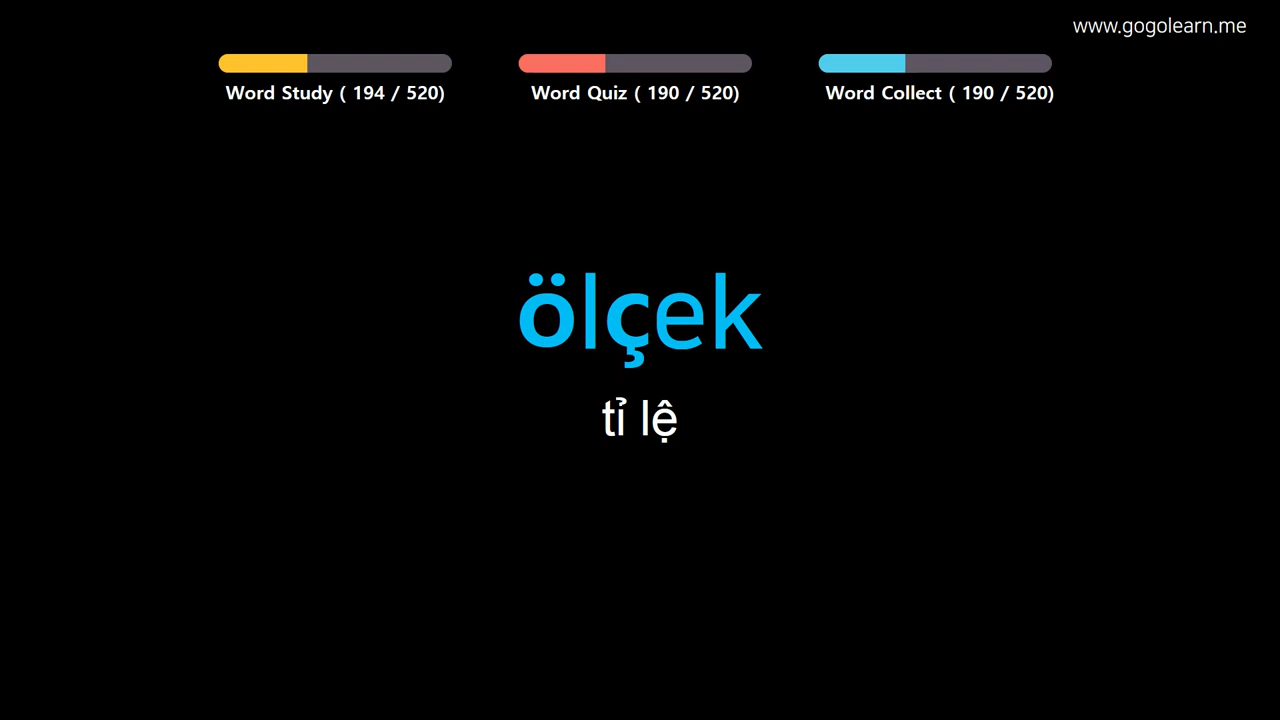 www.gogolearn.me
Word Study ( 194 / 520)
Word Quiz ( 190 / 520)
Word Collect ( 190 / 520)
ölçek
tỉ lệ